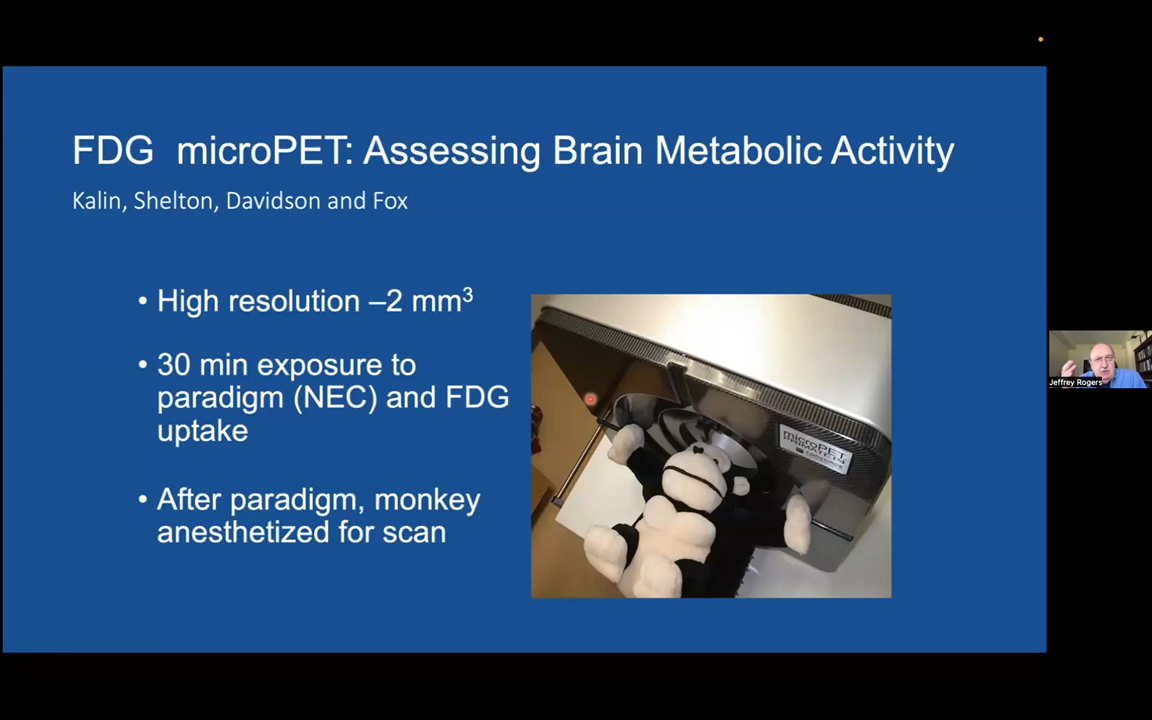 FDG microPET: Assessing Brain Metabolic Activity
Kalin, Shelton, Davidson and Fox
• High resolution –2 mm³
• 30 min exposure to
paradigm (NEC) and FDG
uptake
• After paradigm, monkey
anesthetized for scan
microPET
Jeffrey Rogers